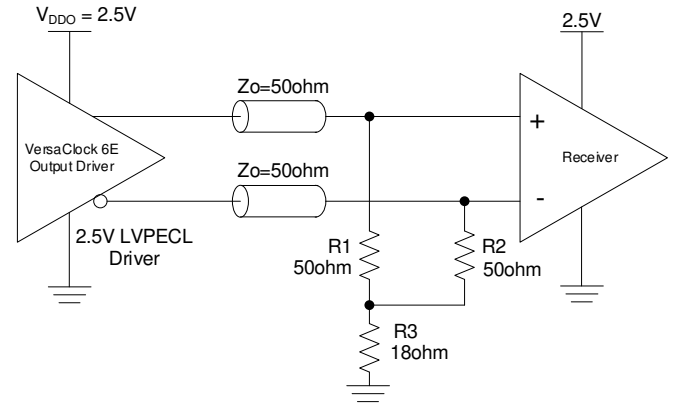 V_DDO = 2.5V
2.5V
Zo=50ohm
VersaClock 6E
Output Driver
+
Receiver
Zo=50ohm
-
2.5V LVPECL
Driver
R1
50ohm
R2
50ohm
R3
18ohm